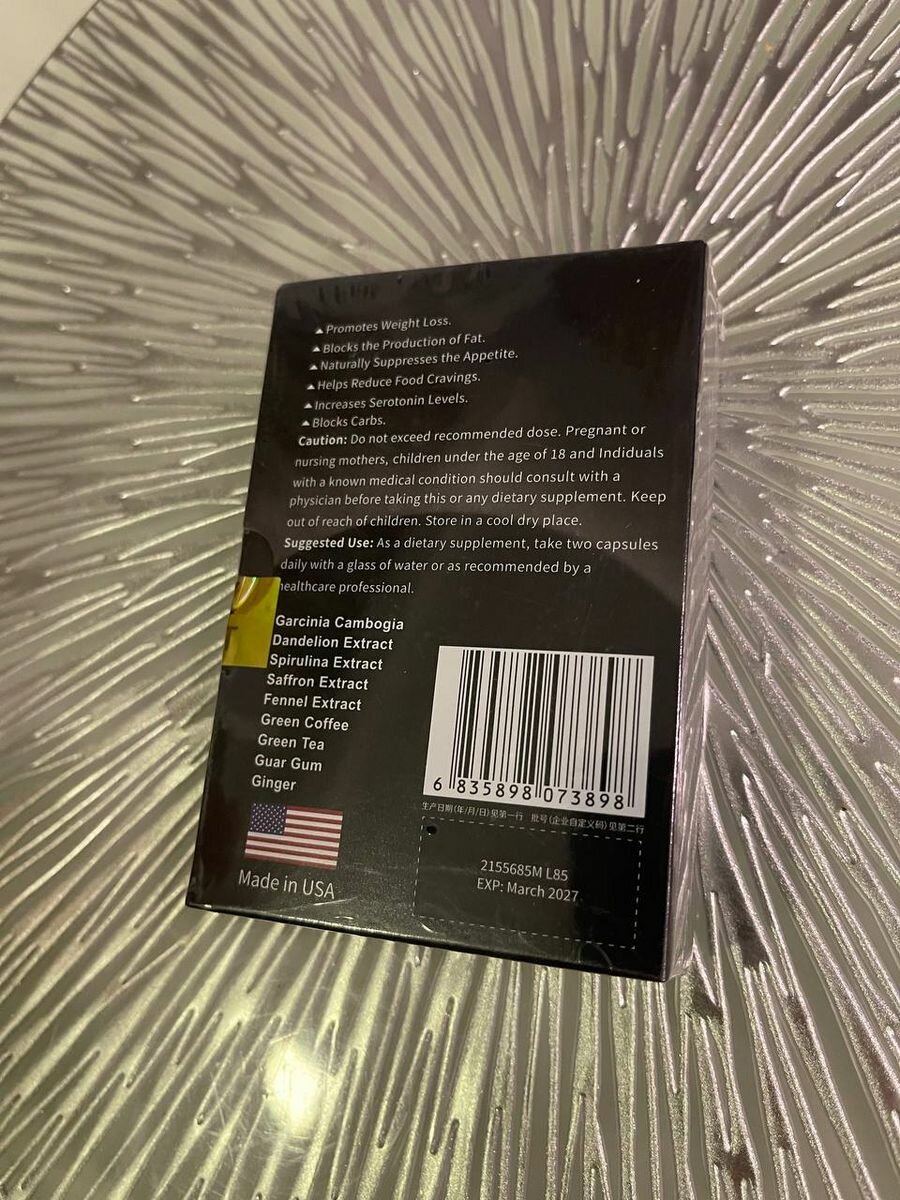 Promotes Weight Loss.
Blocks the Production of Fat.
Naturally Suppresses the Appetite.
Helps Reduce Food Cravings.
Increases Serotonin Levels.
Blocks Carbs.
Caution: Do not exceed recommended dose. Pregnant or
nursing mothers, children under the age of 18 and Indiduals
with a known medical condition should consult with a
physician before taking this or any dietary supplement. Keep
out of reach of children. Store in a cool dry place.
Suggested Use: As a dietary supplement, take two capsules
daily with a glass of water or as recommended by a
healthcare professional.
Garcinia Cambogia
Dandelion Extract
Spirulina Extract
Saffron Extract
Fennel Extract
Green Coffee
Green Tea
Guar Gum
Ginger
6 835898 073898
生产日期(年/月/日)见第一行 批号(企业自定义码)见第二行
2155685M L85
EXP: March 2027
Made in USA